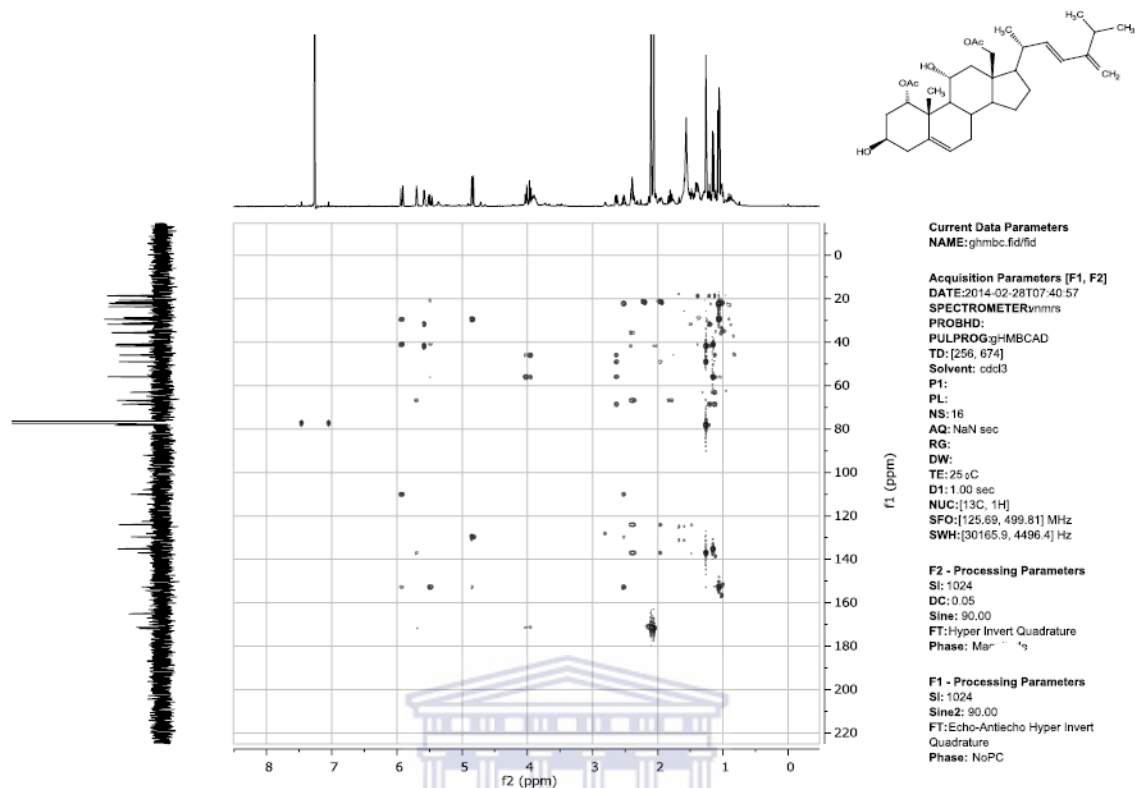 H₃C
CH₃
H₃C
OAc
HO
CH₂
OAc
CH₃
HO
Current Data Parameters
NAME: ghmbc.fid/fid
Acquisition Parameters [F1, F2]
DATE:2014-02-28T07:40:57
SPECTROMETER:vnmrs
PROBHD:
PULPROG:gHMBCAD
TD: [256, 674]
Solvent: cdcl3
P1:
PL:
NS: 16
AQ: NaN sec
RG:
DW:
TE: 25
D1: 1.00 sec
NUC:[13C, 1H]
SFO:[125.69, 499.81] MHz
SWH:[30165.9, 4496.4] Hz
F2 - Processing Parameters
SI: 1024
DC: 0.05
Sine: 90.00
FT:Hyper Invert Quadrature
Phase:
F1 - Processing Parameters
SI: 1024
Sine2: 90.00
FT:Echo-Antiecho Hyper Invert
Quadrature
Phase: NoPC
0
20
40
60
80
100
120
140
160
180
200
220
f1 (ppm)
8 7 6 5 4 3 2 1 0
f2 (ppm)